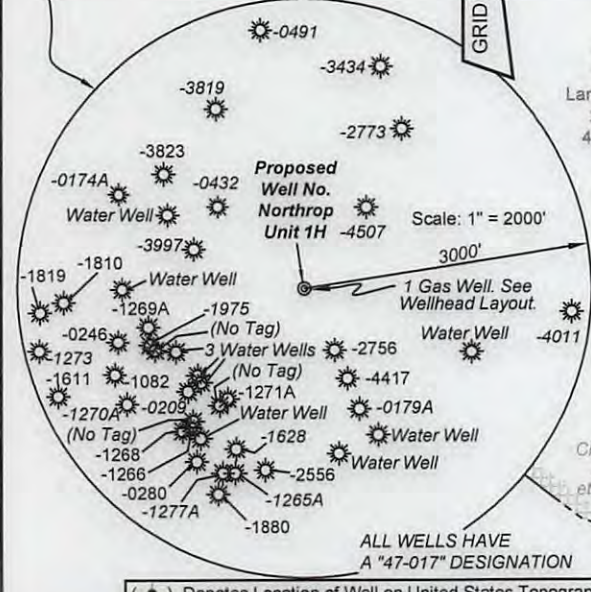 GRID
-0491
-3434
-3819
-2773
-3823
-0174A
-0432
Water Well
Proposed
Well No.
Northrop
Unit 1H
-4507
Scale: 1" = 2000'
3000'
-3997
-1819
-1810
Water Well
1 Gas Well. See
Wellhead Layout.
-1269A
-1975
(No Tag)
-0246
3 Water Wells
-2756
Water Well
-4011
-1273
-1611
-1082
(No Tag)
-4417
-1271A
-1270A
-0209
Water Well
-0179A
(No Tag)
Water Well
-1268
-1628
-1266
Water Well
-0280
-2556
-1277A
-1265A
-1880
ALL WELLS HAVE
A "47-017" DESIGNATION
Denotes Location of Well on United States